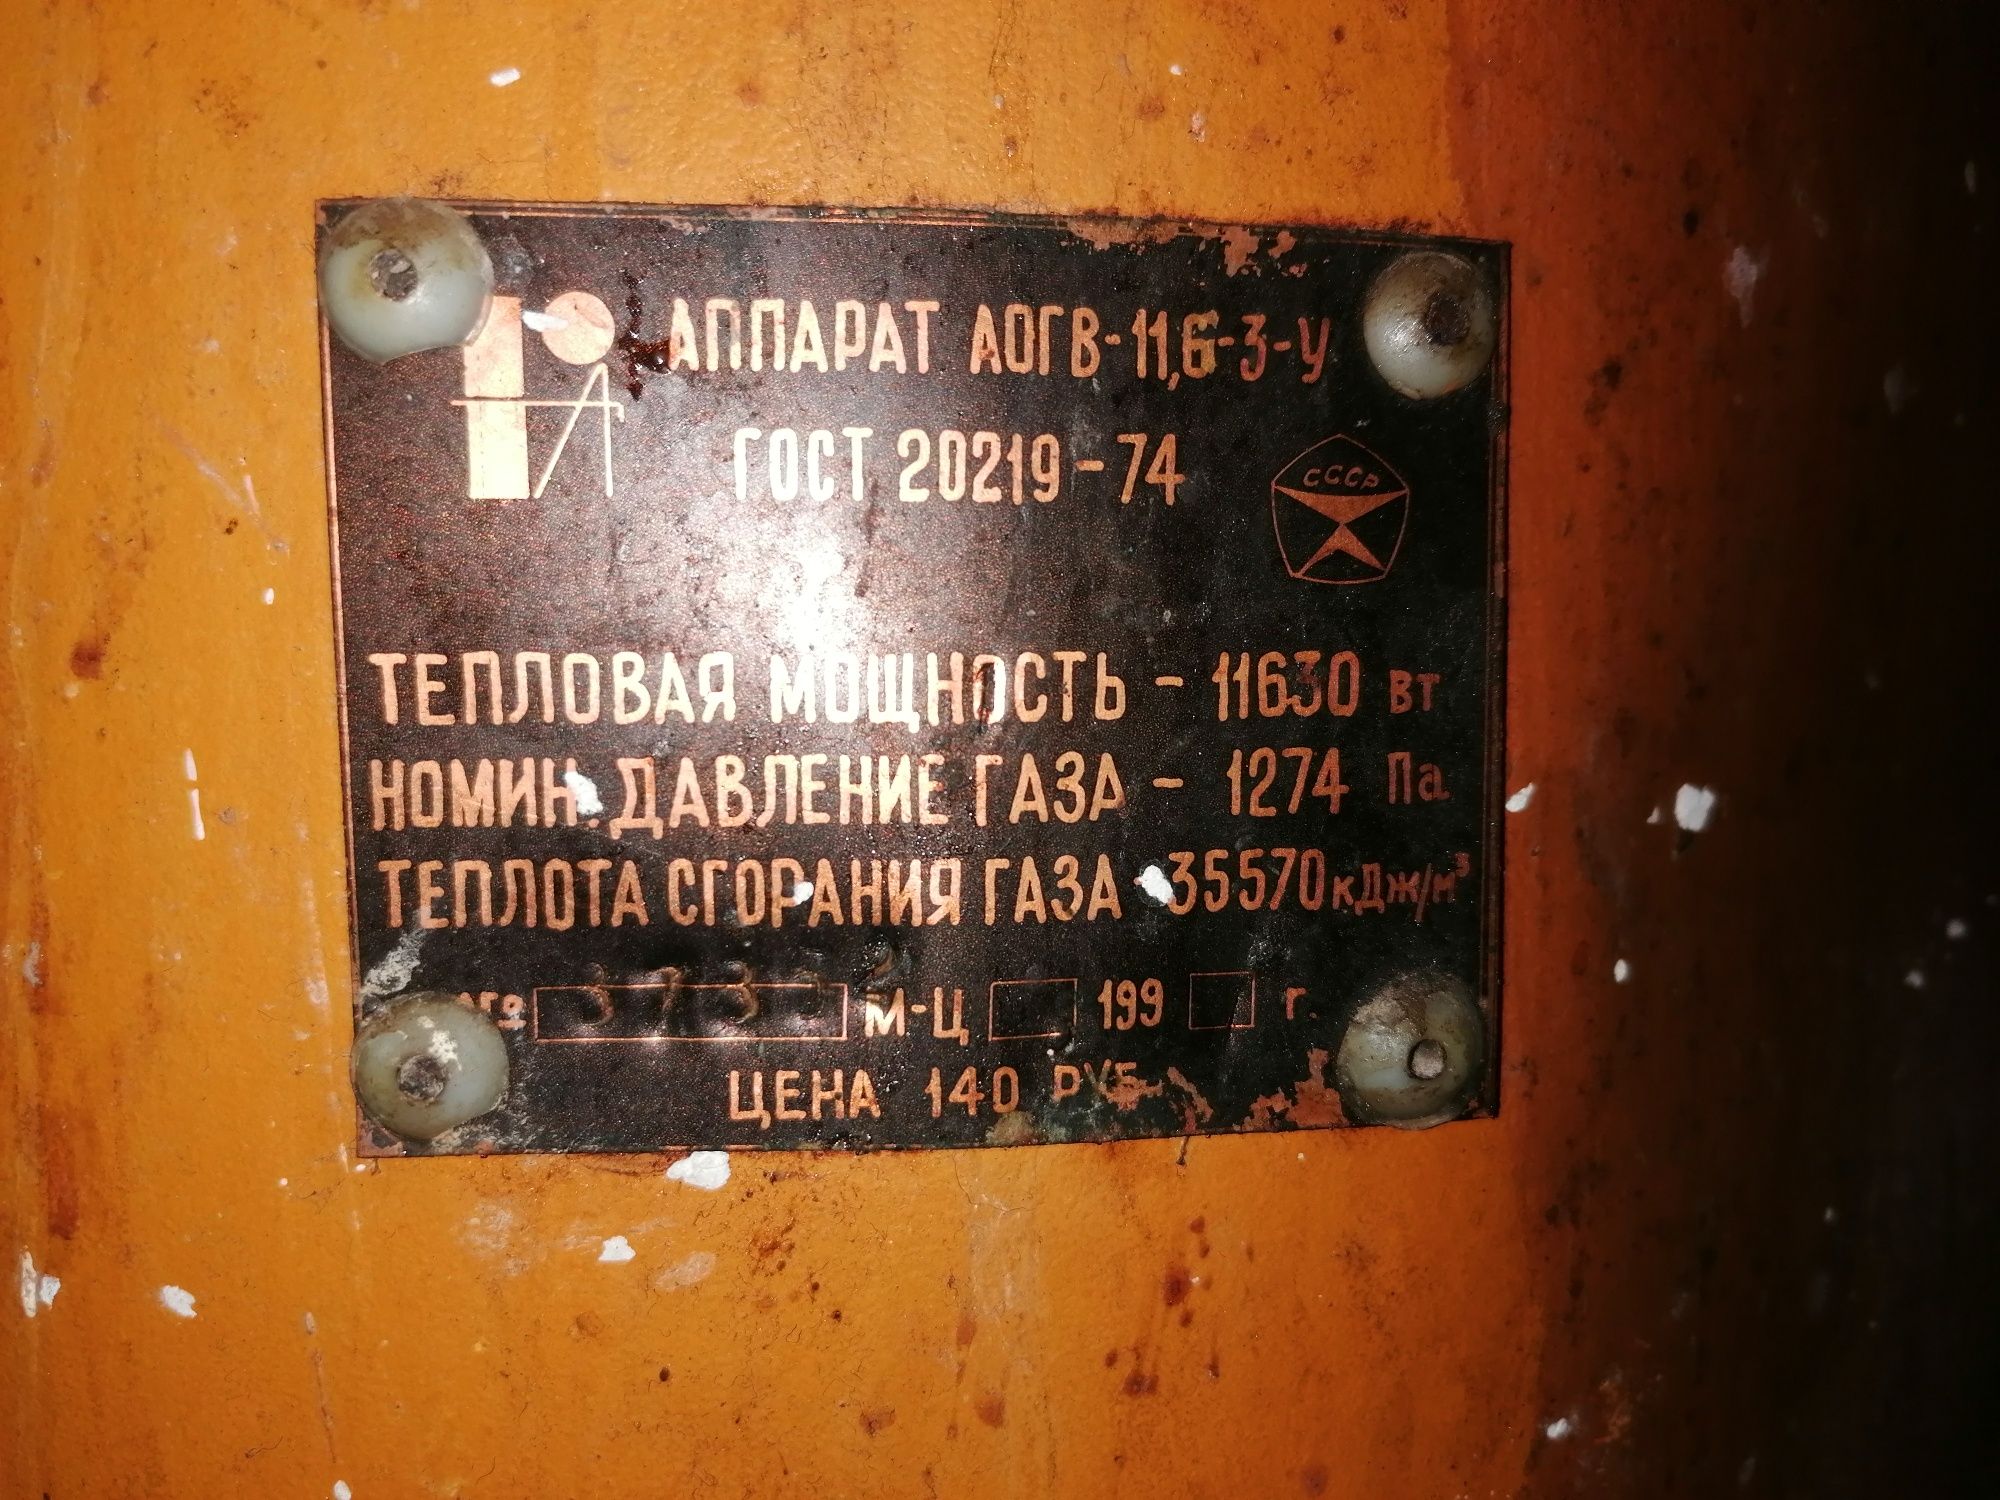 АППАРАТ АОГВ-11,6-3-У
ГОСТ 20219-74
СССР
ТЕПЛОВАЯ МОЩНОСТЬ - 11630 вт
НОМИН. ДАВЛЕНИЕ ГАЗА - 1274 Па
ТЕПЛОТА СГОРАНИЯ ГАЗА 35570 кДж/м³
№ М-Ц 199 г.
ЦЕНА 140 РУБ